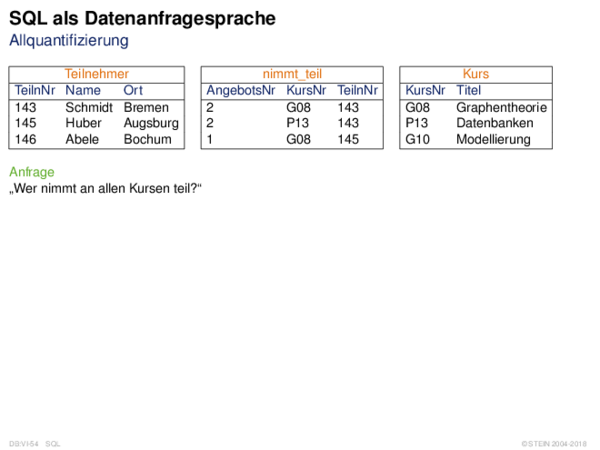 SQL als Datenanfragesprache
Allquantifizierung
Teilnehmer
TeilnNr Name Ort
143 Schmidt Bremen
145 Huber Augsburg
146 Abele Bochum
nimmt_teil
AngebotsNr KursNr TeilnNr
2 G08 143
2 P13 143
1 G08 145
Kurs
KursNr Titel
G08 Graphentheorie
P13 Datenbanken
G10 Modellierung
Anfrage
„Wer nimmt an allen Kursen teil?“
DB:VI-54 SQL
©STEIN 2004-2018